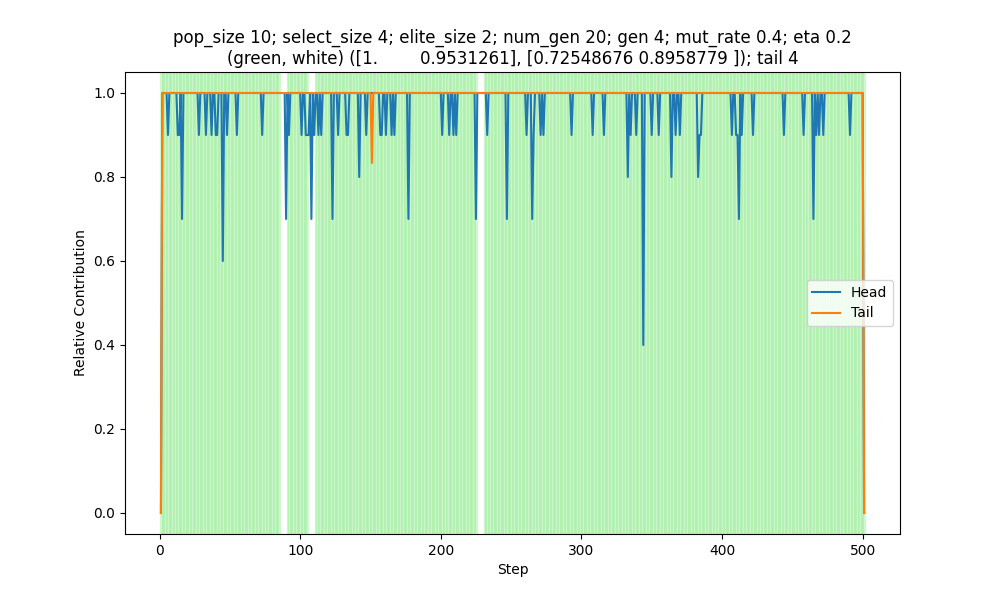 pop_size 10; select_size 4; elite_size 2; num_gen 20; gen 4; mut_rate 0.4; eta 0.2
(green, white) ([1.        0.9531261], [0.72548676 0.8958779 ]); tail 4
1.0
0.8
0.6
0.4
0.2
0.0
Relative Contribution
Head
Tail
0
100
200
300
400
500
Step